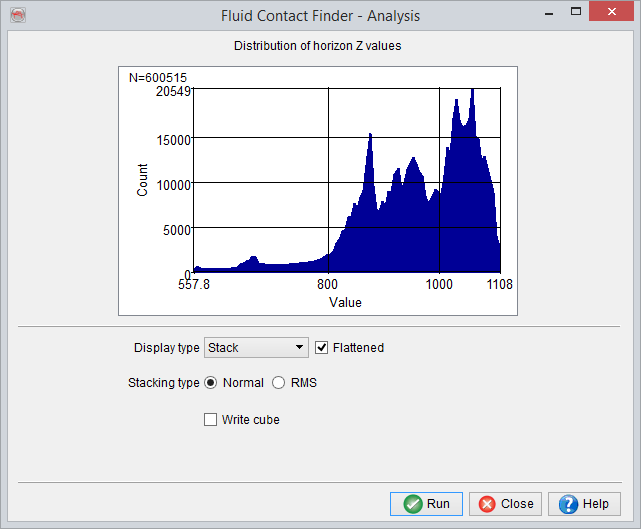 Fluid Contact Finder - Analysis
Distribution of horizon Z values
N=600515
20549
15000
10000
5000
0
Count
557.8 800 1000 1108
Value
Display type Stack Flattened
Stacking type Normal RMS
Write cube
Run Close Help